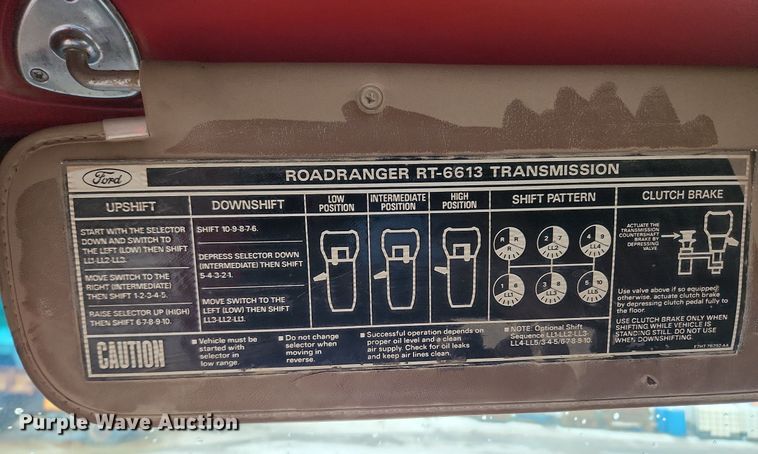 Ford
ROADRANGER RT-6613 TRANSMISSION
UPSHIFT
START WITH THE SELECTOR
DOWN AND SWITCH TO
THE LEFT (LOW) THEN SHIFT
LL1-LL2-LL3.
MOVE SWITCH TO THE
RIGHT (INTERMEDIATE)
THEN SHIFT 1-2-3-4-5.
RAISE SELECTOR UP (HIGH)
THEN SHIFT 6-7-8-9-10.
DOWNSHIFT
SHIFT 10-9-8-7-6.
DEPRESS SELECTOR DOWN
(INTERMEDIATE) THEN SHIFT
5-4-3-2-1.
MOVE SWITCH TO THE
LEFT (LOW) THEN SHIFT
LL3-LL2-LL1.
LOW
POSITION
INTERMEDIATE
POSITION
HIGH
POSITION
SHIFT PATTERN
R R R
2 7 LL2
4 9 LL4
1 6 LL1
3 8 LL3
5 10 LL5
CLUTCH BRAKE
ACTUATE THE
TRANSMISSION
COUNTERSHAFT
BRAKE BY
DEPRESSING
VALVE
Use valve above if so equipped;
otherwise, actuate clutch brake
by depressing clutch pedal fully to
the floor.
USE CLUTCH BRAKE ONLY WHEN
SHIFTING WHILE VEHICLE IS
STANDING STILL. DO NOT USE
WHEN DOWNSHIFTING.
CAUTION
■ Vehicle must be
started with
selector in
low range.
■ Do not change
selector when
moving in
reverse.
■ Successful operation depends on
proper oil level and a clean
air supply. Check for oil leaks
and keep air lines clean.
■ NOTE: Optional Shift
Sequence LL1-LL2-LL3
LL4-LL5/3-4-5/6-7-8-9-10.
Purple Wave Auction